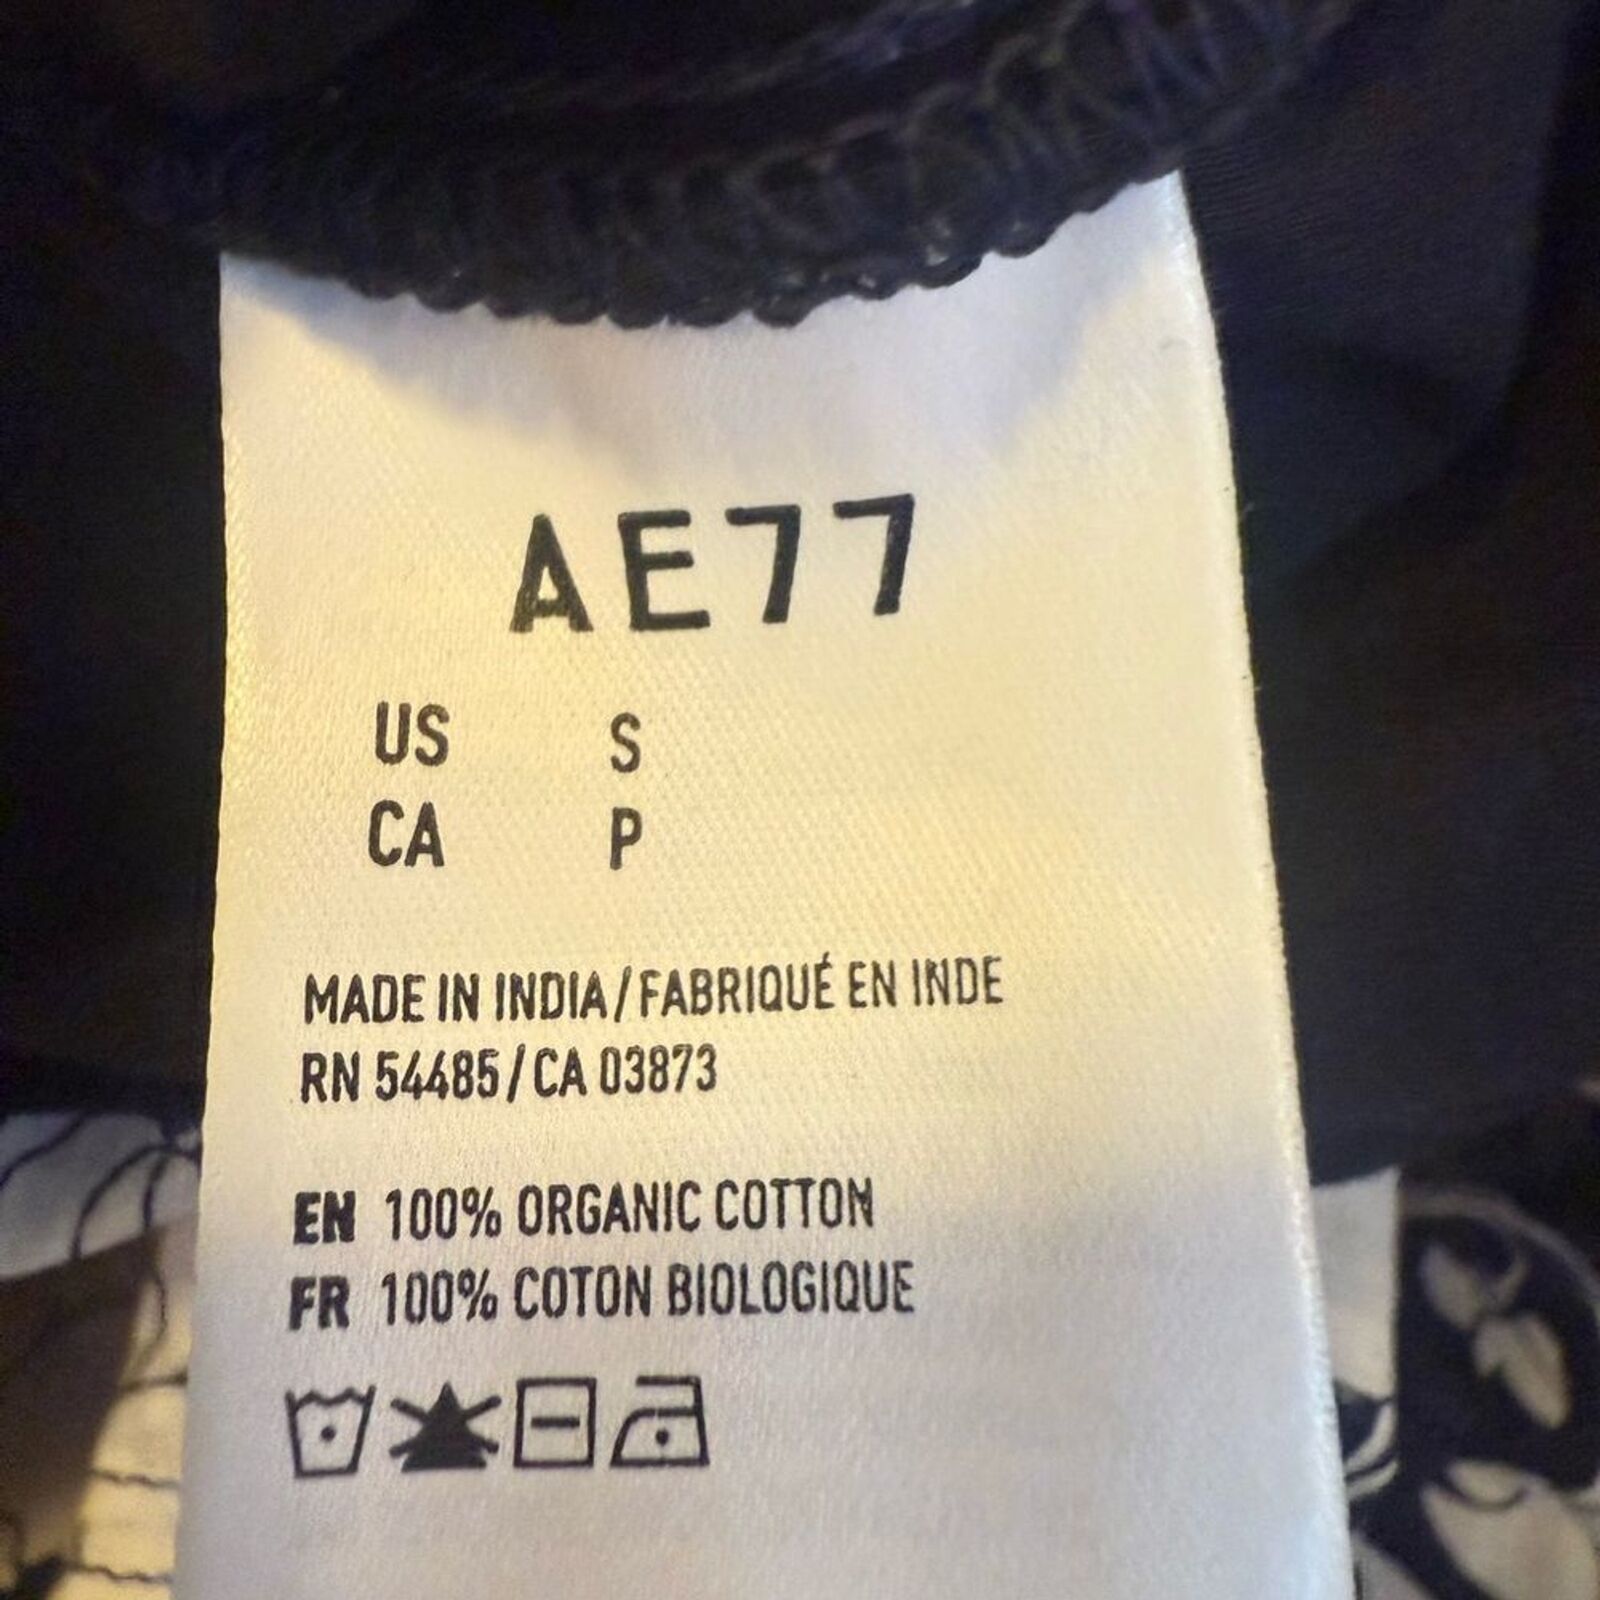 AE77
US S
CA P
MADE IN INDIA/FABRIQUÉ EN INDE
RN 54485/CA 03873
EN 100% ORGANIC COTTON
FR 100% COTON BIOLOGIQUE